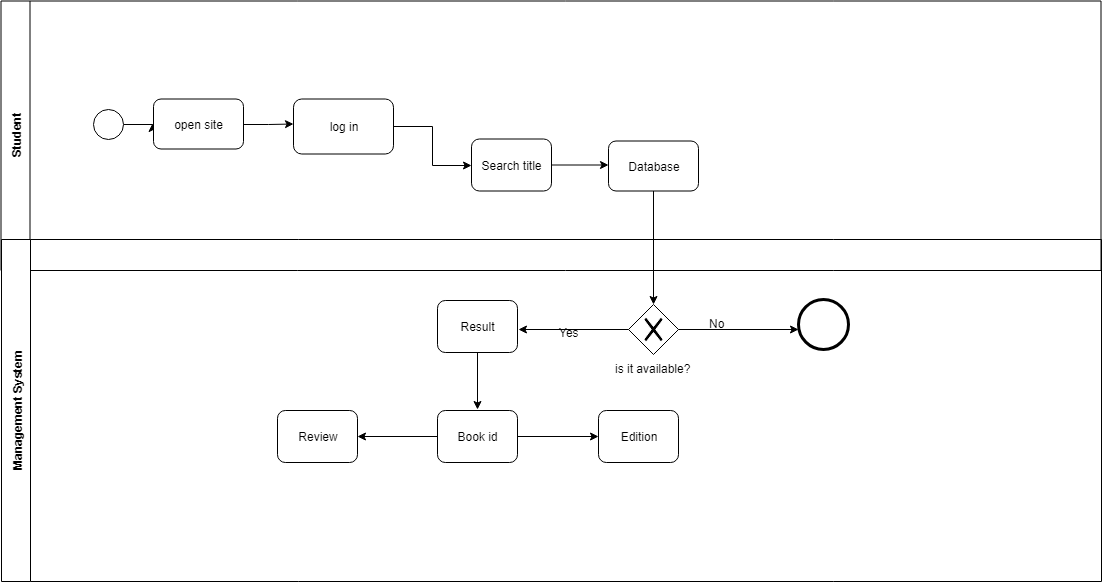 Student
open site
log in
Search title
Database
Management System
Result
Yes
No
is it available?
Review
Book id
Edition